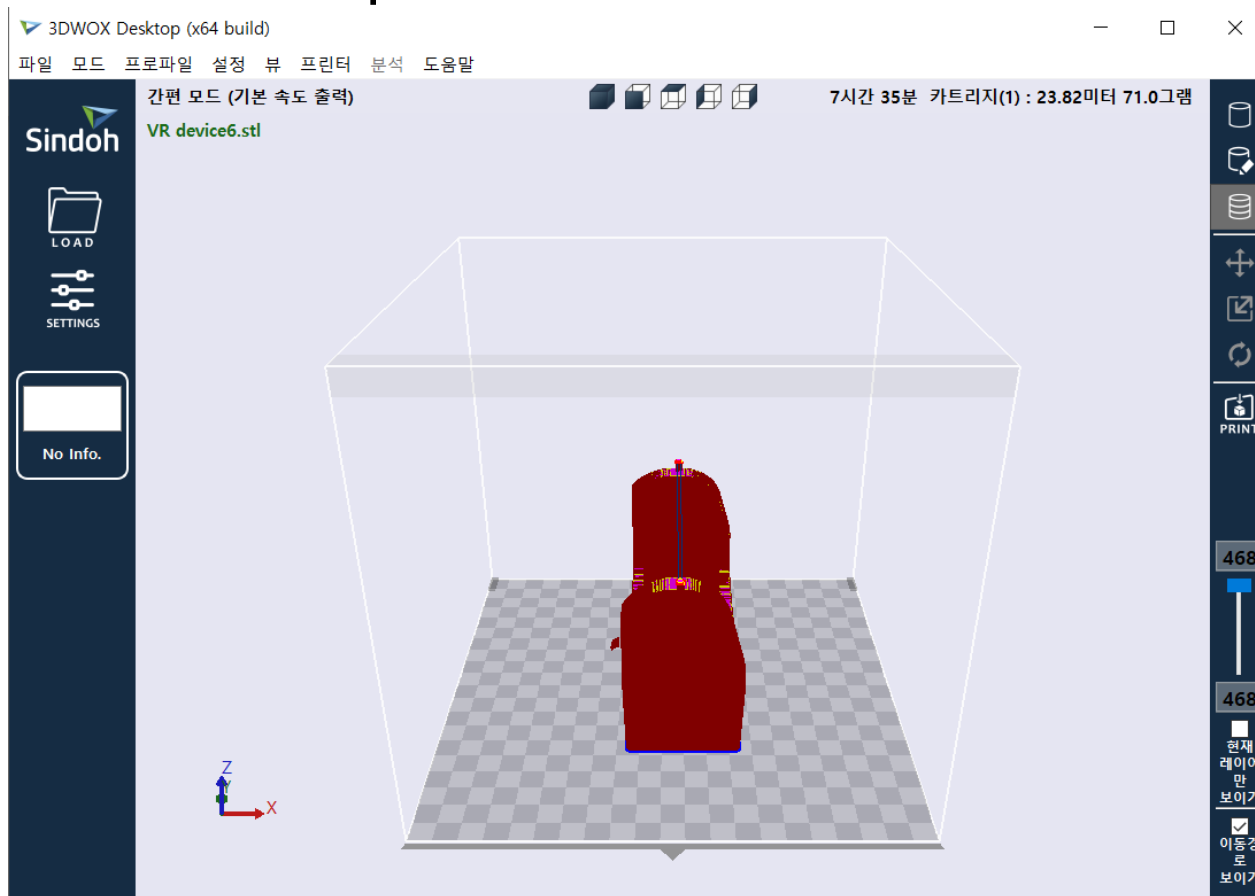 3DWOX Desktop (x64 build)
파일 모드 프로파일 설정 뷰 프린터 분석 도움말
간편 모드 (기본 속도 출력)
7시간 35분 카트리지(1) : 23.82미터 71.0그램
VR device6.stl
Sindoh
LOAD
SETTINGS
No Info.
PRINT
468
468
현재
레이어
만
보이기
이동경
로
보이기
Z
Y
X